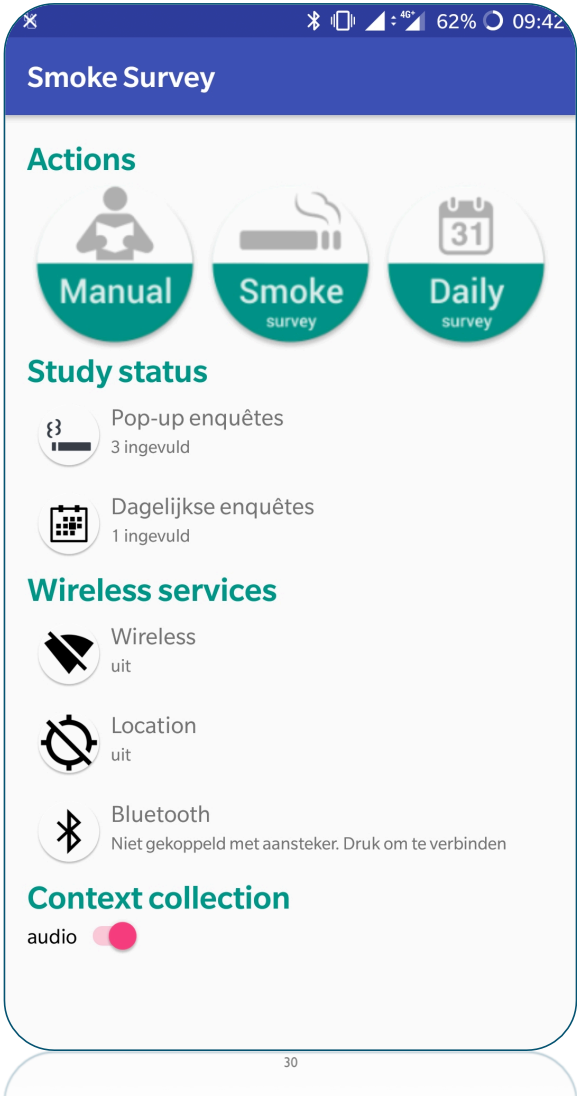 4G+ 62% 09:42
Smoke Survey
Actions
31
Manual Smoke Daily
survey survey
Study status
Pop-up enquêtes
3 ingevuld
Dagelijkse enquêtes
1 ingevuld
Wireless services
Wireless
uit
Location
uit
Bluetooth
Niet gekoppeld met aansteker. Druk om te verbinden
Context collection
audio
30